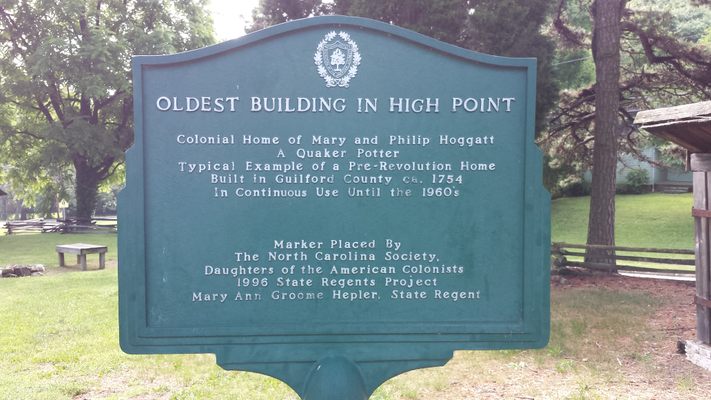 OLDEST BUILDING IN HIGH POINT
Colonial Home of Mary and Philip Hoggatt
A Quaker Potter
Typical Example of a Pre-Revolution Home
Built in Guilford County ca. 1754
In Continuous Use Until the 1960's
Marker Placed By
The North Carolina Society,
Daughters of the American Colonists
1996 State Regents Project
Mary Ann Groome Hepler, State Regent